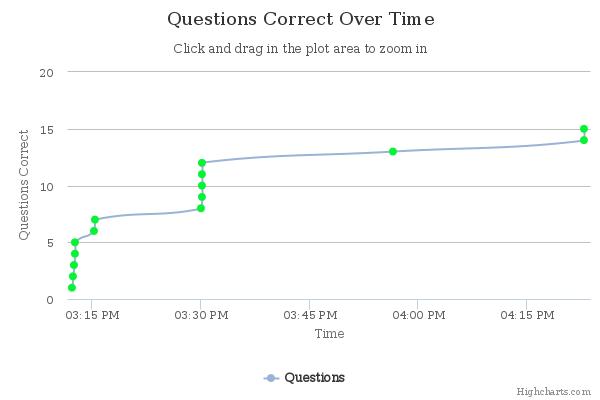 Questions Correct Over Time
Click and drag in the plot area to zoom in
Questions Correct
20
15
10
5
0
03:15 PM 03:30 PM 03:45 PM 04:00 PM 04:15 PM
Time
Questions
Highcharts.com